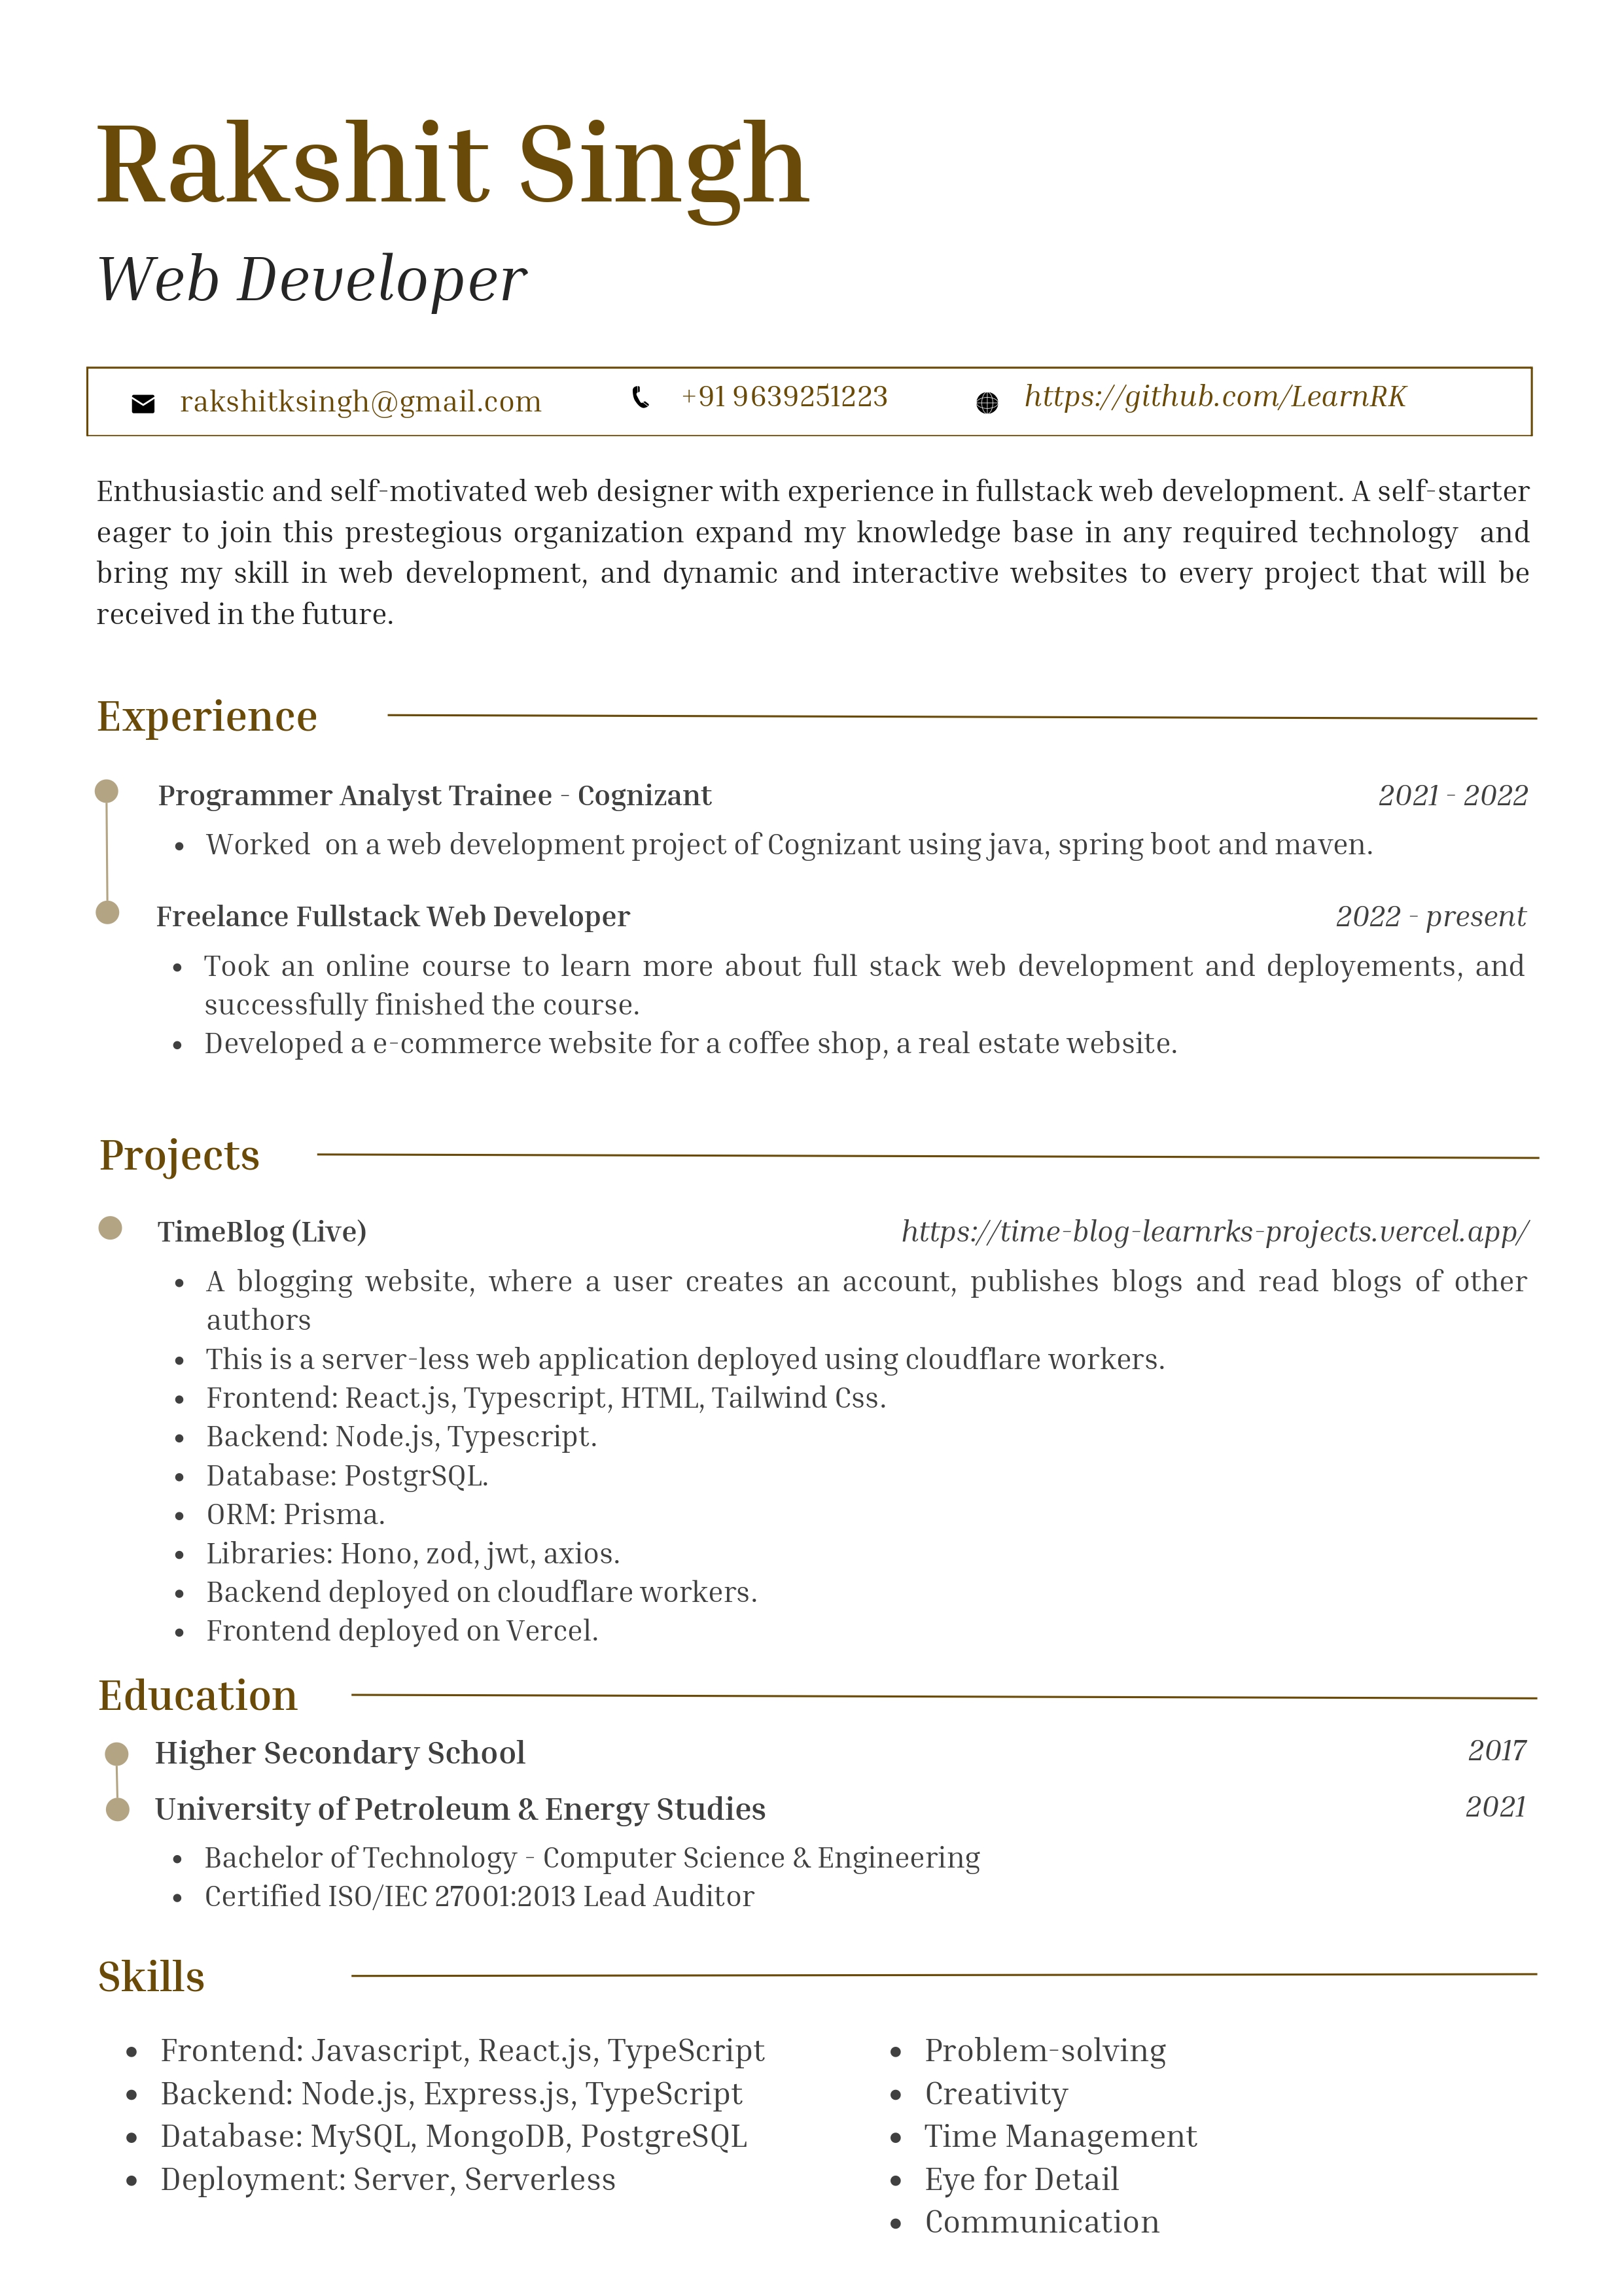 Rakshit Singh
Web Developer
rakshitksingh@gmail.com +91 9639251223 https://github.com/LearnRK
Enthusiastic and self-motivated web designer with experience in fullstack web development. A self-starter
eager to join this prestegious organization expand my knowledge base in any required technology and
bring my skill in web development, and dynamic and interactive websites to every project that will be
received in the future.
Experience
Programmer Analyst Trainee - Cognizant 2021 - 2022
• Worked on a web development project of Cognizant using java, spring boot and maven.
Freelance Fullstack Web Developer 2022 - present
• Took an online course to learn more about full stack web development and deployements, and
successfully finished the course.
• Developed a e-commerce website for a coffee shop, a real estate website.
Projects
TimeBlog (Live) https://time-blog-learnrks-projects.vercel.app/
• A blogging website, where a user creates an account, publishes blogs and read blogs of other
authors
• This is a server-less web application deployed using cloudflare workers.
• Frontend: React.js, Typescript, HTML, Tailwind Css.
• Backend: Node.js, Typescript.
• Database: PostgrSQL.
• ORM: Prisma.
• Libraries: Hono, zod, jwt, axios.
• Backend deployed on cloudflare workers.
• Frontend deployed on Vercel.
Education
Higher Secondary School 2017
University of Petroleum & Energy Studies 2021
• Bachelor of Technology - Computer Science & Engineering
• Certified ISO/IEC 27001:2013 Lead Auditor
Skills
• Frontend: Javascript, React.js, TypeScript
• Backend: Node.js, Express.js, TypeScript
• Database: MySQL, MongoDB, PostgreSQL
• Deployment: Server, Serverless
• Problem-solving
• Creativity
• Time Management
• Eye for Detail
• Communication